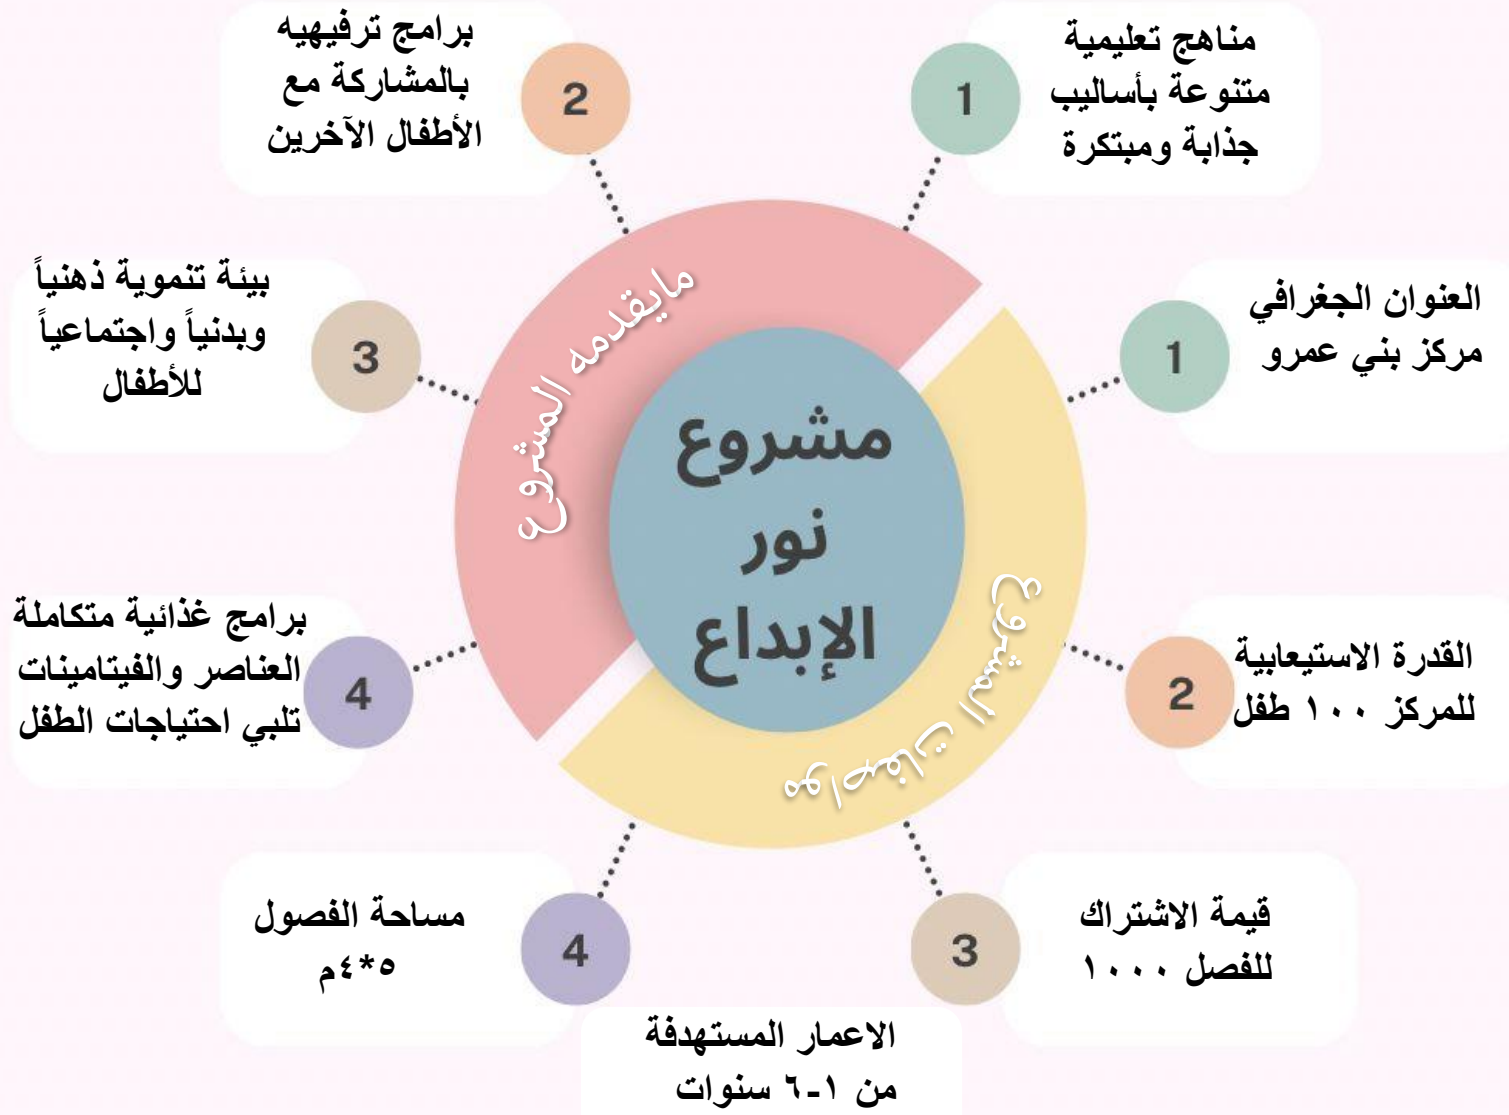 مشروع
نور
الإبداع
مايقدمه المشروع
1
مناهج تعليمية
متنوعة بأساليب
جذابة ومبتكرة
2
برامج ترفيهيه
بالمشاركة مع
الأطفال الآخرين
3
بيئة تنموية ذهنياً
وبدنياً واجتماعياً
للأطفال
4
برامج غذائية متكاملة
العناصر والفيتامينات
تلبي احتياجات الطفل
مواصفات المشروع
1
العنوان الجغرافي
مركز بني عمرو
2
القدرة الاستيعابية
للمركز ١٠٠ طفل
3
قيمة الاشتراك
للفصل ١٠٠٠
4
مساحة الفصول
٥*٤م
الاعمار المستهدفة
من ١-٦ سنوات